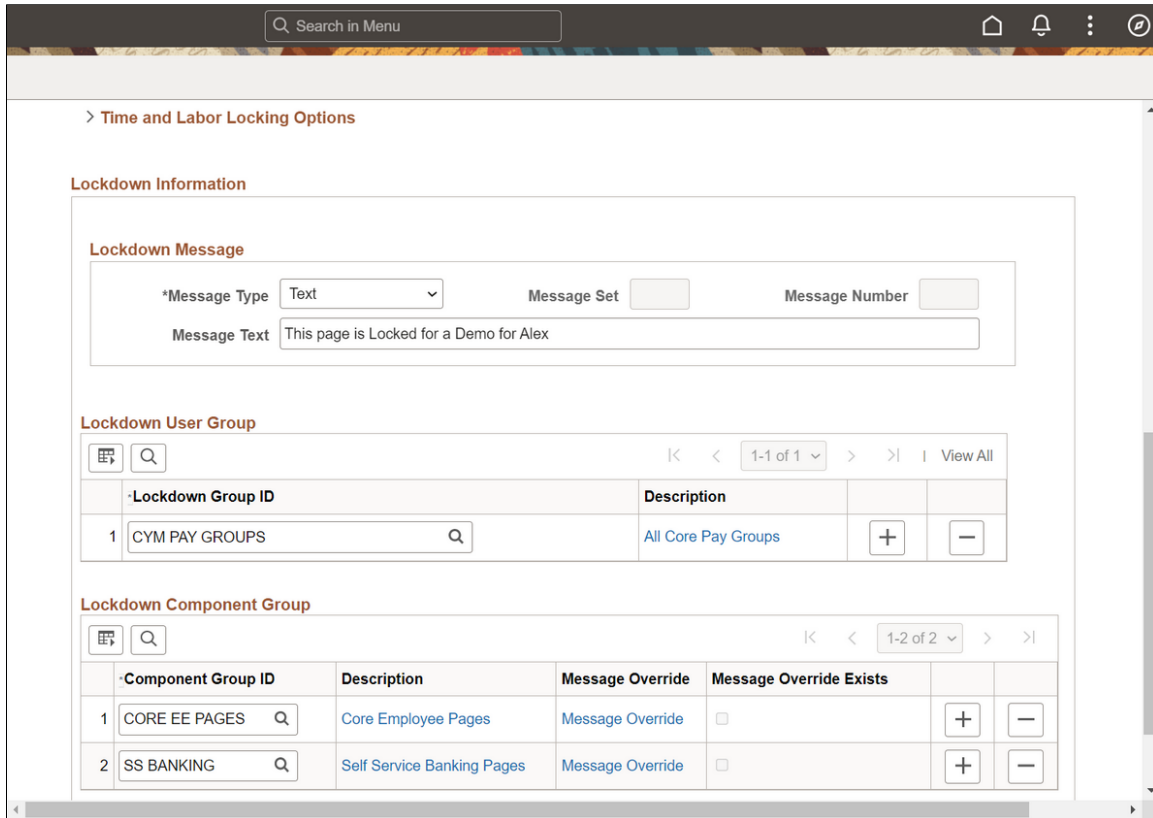 Search in Menu
Time and Labor Locking Options
Lockdown Information
Lockdown Message
*Message Type Text Message Set Message Number
Message Text This page is Locked for a Demo for Alex
Lockdown User Group
1-1 of 1 | View All
*Lockdown Group ID Description
1 CYM PAY GROUPS All Core Pay Groups
Lockdown Component Group
1-2 of 2
*Component Group ID Description Message Override Message Override Exists
1 CORE EE PAGES Core Employee Pages Message Override
2 SS BANKING Self Service Banking Pages Message Override